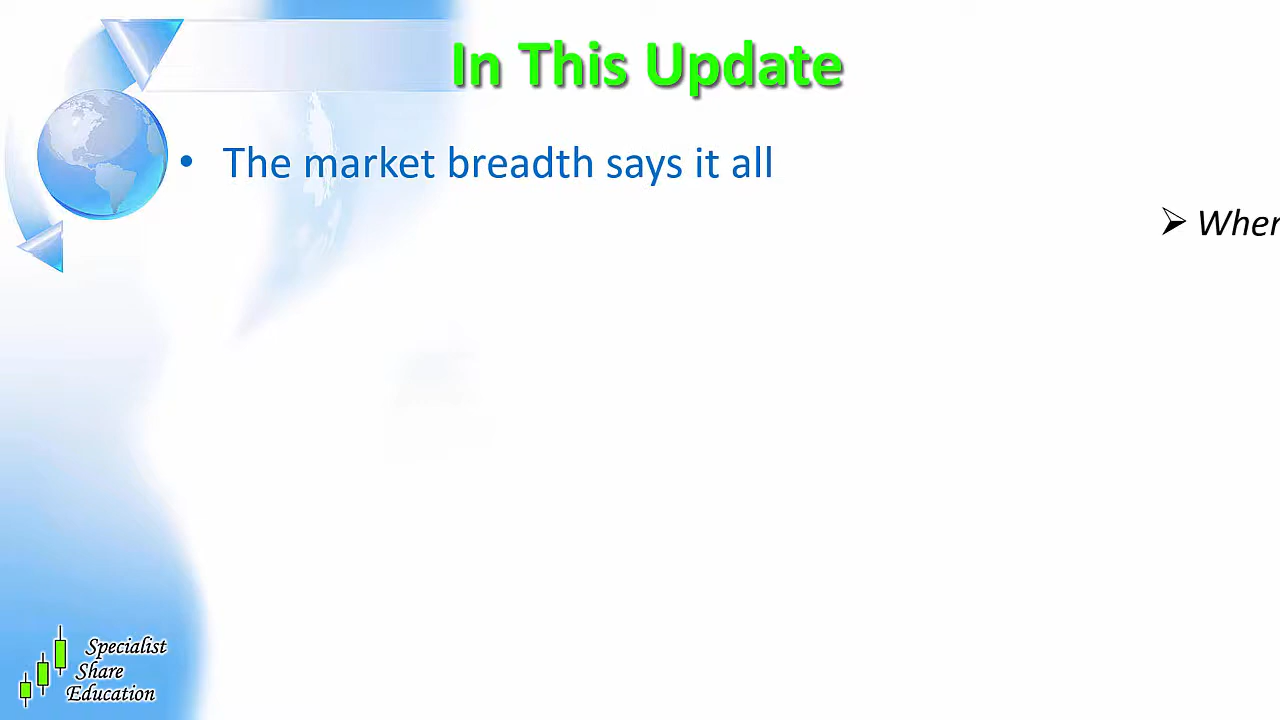 In This Update
• The market breadth says it all
Specialist
Share
Education